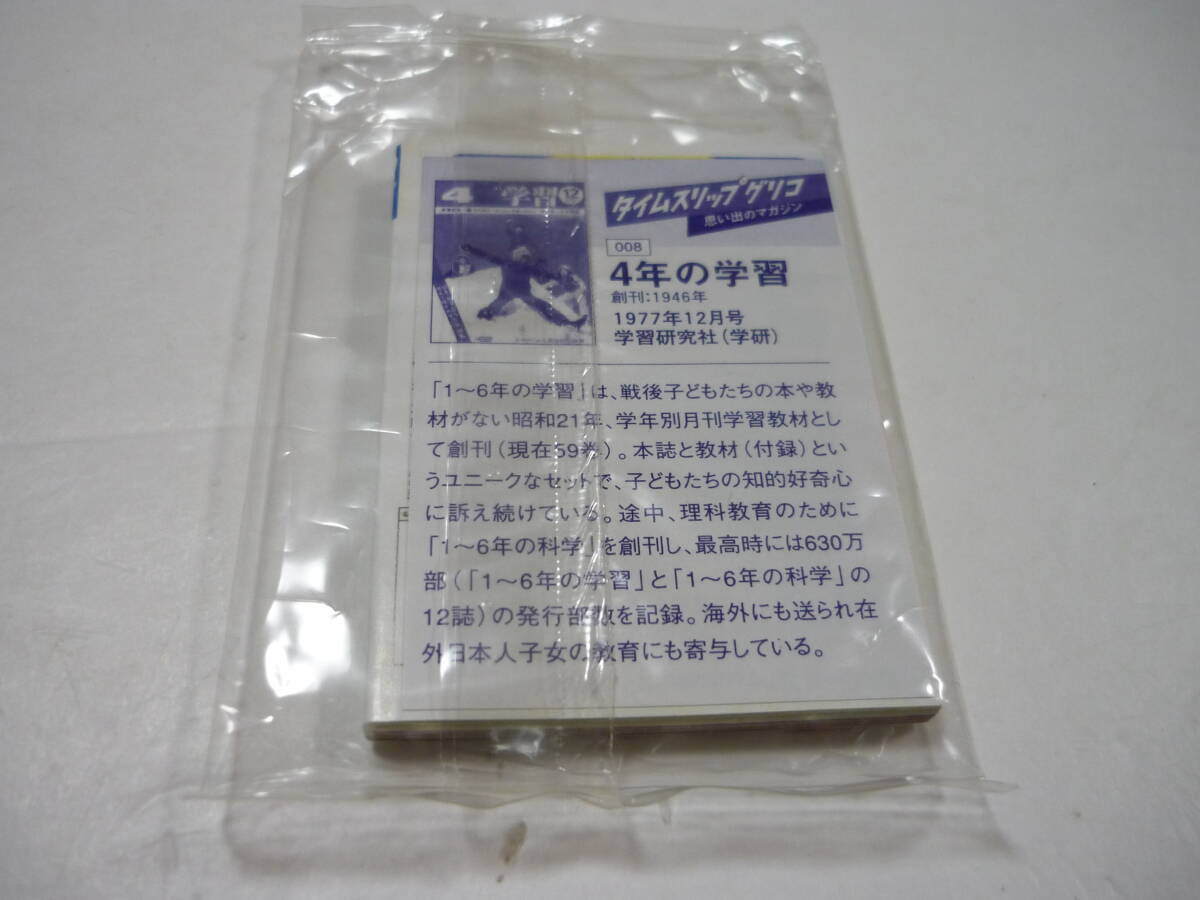 4 学習 12
タイムスリップグリコ
思い出のマガジン
008
4年の学習
創刊:1946年
1977年12月号
学習研究社(学研)
「1〜6年の学習」は、戦後子どもたちの本や教
材がない昭和21年、学年別月刊学習教材とし
て創刊(現在59巻)。本誌と教材(付録)とい
うユニークなセットで、子どもたちの知的好奇心
に訴え続けている。途中、理科教育のために
「1〜6年の科学」を創刊し、最高時には630万
部(「1〜6年の学習」と「1〜6年の科学」の
12誌)の発行部数を記録。海外にも送られ在
外日本人子女の教育にも寄与している。